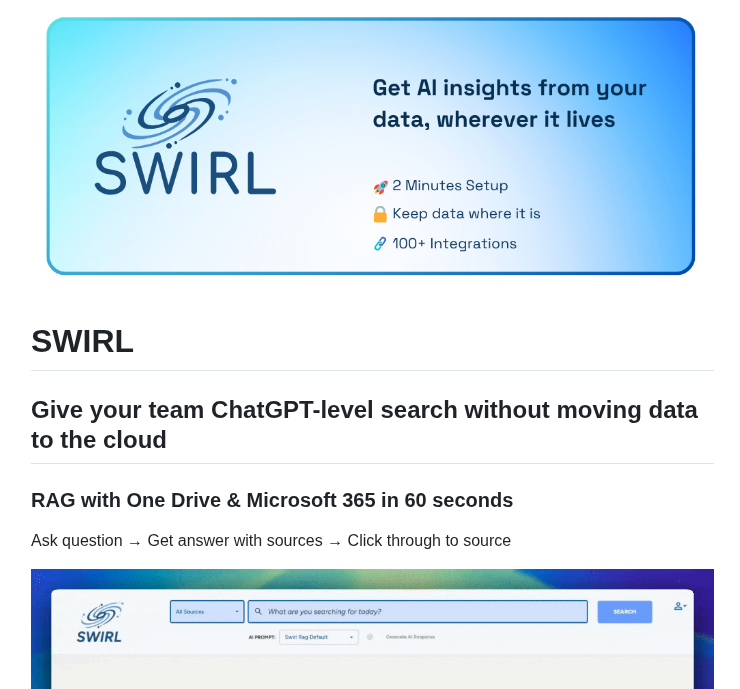 SWIRL
Get AI insights from your
data, wherever it lives
🚀 2 Minutes Setup
🔒 Keep data where it is
🔗 100+ Integrations
SWIRL
Give your team ChatGPT-level search without moving data
to the cloud
RAG with One Drive & Microsoft 365 in 60 seconds
Ask question → Get answer with sources → Click through to source
SWIRL
All Sources
What are you searching for today?
SEARCH
AI PROMPT:
Swirl Rag Default
Generate AI Response